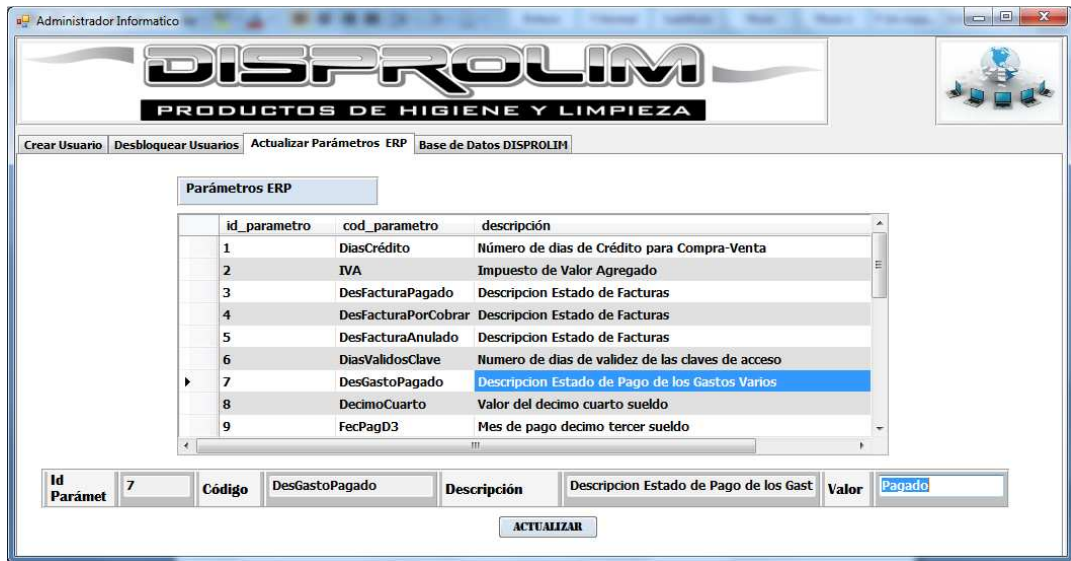 Administrador Informatico
DISPROLIM
PRODUCTOS DE HIGIENE Y LIMPIEZA
Crear Usuario Desbloquear Usuarios Actualizar Parámetros ERP Base de Datos DISPROLIM
Parámetros ERP
id_parametro cod_parametro descripción
1 DiasCrédito Número de dias de Crédito para Compra-Venta
2 IVA Impuesto de Valor Agregado
3 DesFacturaPagado Descripcion Estado de Facturas
4 DesFacturaPorCobrar Descripcion Estado de Facturas
5 DesFacturaAnulado Descripcion Estado de Facturas
6 DiasValidosClave Numero de dias de validez de las claves de acceso
7 DesGastoPagado Descripcion Estado de Pago de los Gastos Varios
8 DecimoCuarto Valor del decimo cuarto sueldo
9 FecPagD3 Mes de pago decimo tercer sueldo
Id Parámet 7 Código DesGastoPagado Descripción Descripcion Estado de Pago de los Gast Valor Pagado
ACTUALIZAR